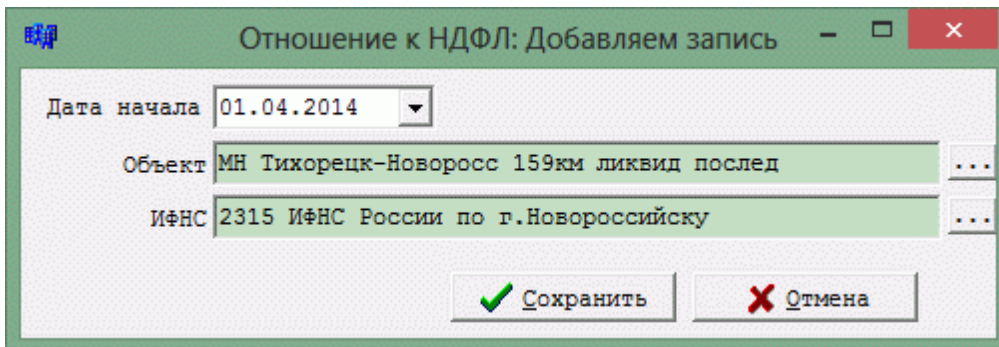 Отношение к НДФЛ: Добавляем запись
Дата начала 01.04.2014
Объект МН Тихорецк-Новоросс 159км ликвид послед ...
ИФНС 2315 ИФНС России по г.Новороссийску ...
Сохранить Отмена